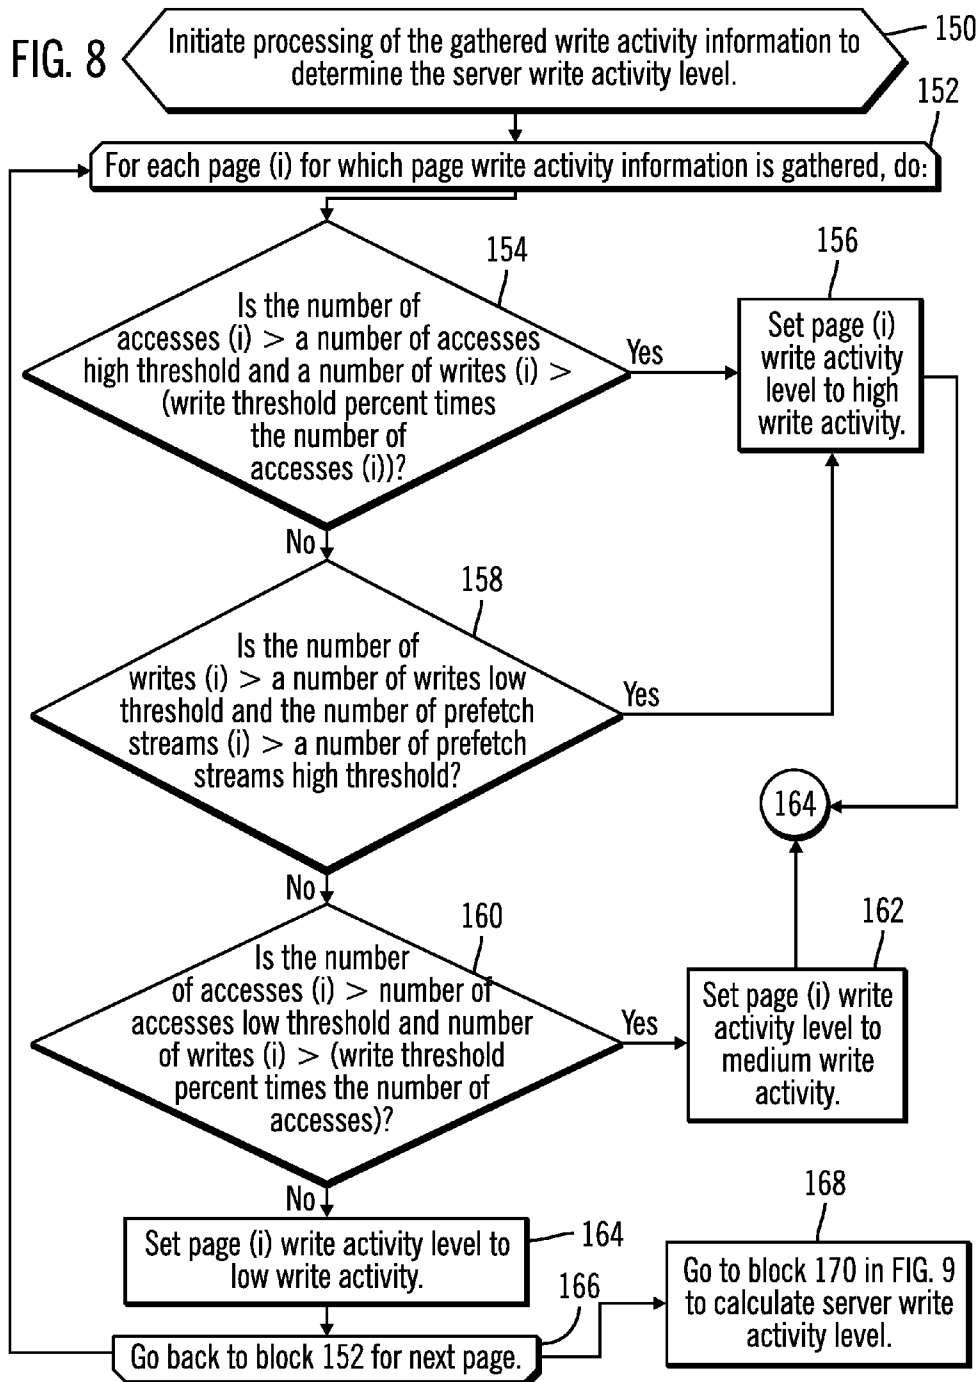 FIG. 8
Initiate processing of the gathered write activity information to
determine the server write activity level.
150
152
For each page (i) for which page write activity information is gathered, do:
154
Is the number of
accesses (i) > a number of accesses
high threshold and a number of writes (i) >
(write threshold percent times
the number of
accesses (i))?
Yes
156
Set page (i)
write activity
level to high
write activity.
No
158
Is the number of
writes (i) > a number of writes low
threshold and the number of prefetch
streams (i) > a number of prefetch
streams high threshold?
Yes
164
No
160
Is the number
of accesses (i) > number of
accesses low threshold and number
of writes (i) > (write threshold
percent times the number of
accesses)?
Yes
162
Set page (i) write
activity level to
medium write
activity.
No
Set page (i) write activity level to
low write activity.
164
166
Go back to block 152 for next page.
168
Go to block 170 in FIG. 9
to calculate server write
activity level.